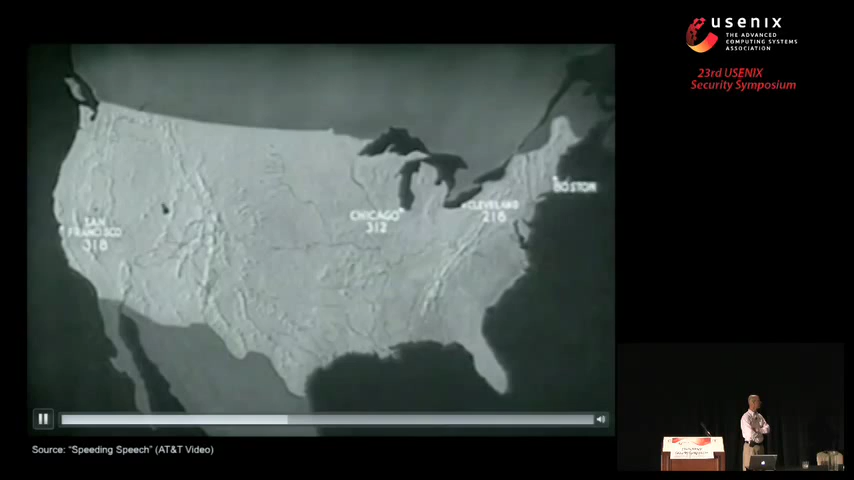 usenix
THE ADVANCED
COMPUTING SYSTEMS
ASSOCIATION
23rd USENIX
Security Symposium
BOSTON
CLEVELAND
216
CHICAGO
312
SAN
FRANCISCO
318
Source: "Speeding Speech" (AT&T Video)